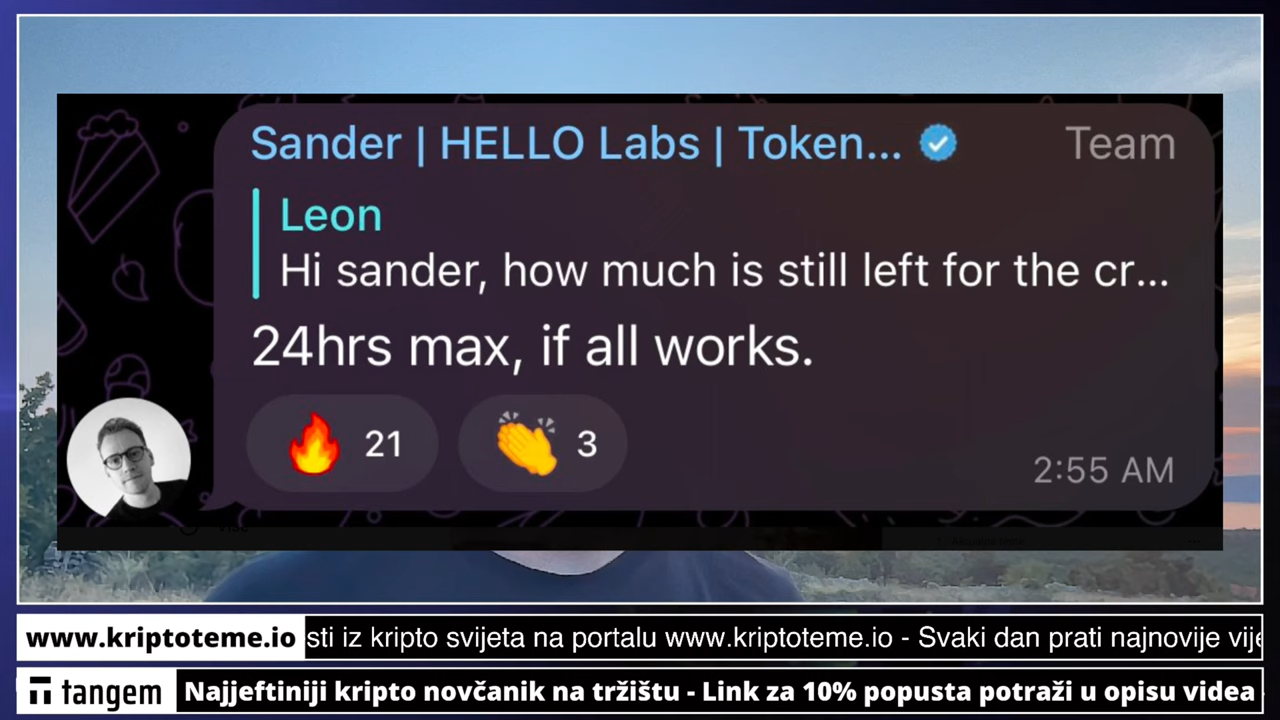 Sander | HELLO Labs | Token...
Team
Leon
Hi sander, how much is still left for the cr...
24hrs max, if all works.
21
3
2:55 AM
www.kriptoteme.io
sti iz kripto svijeta na portalu www.kriptoteme.io - Svaki dan prati najnovije vije
tangem
Najjeftiniji kripto novčanik na tržištu - Link za 10% popusta potraži u opisu videa